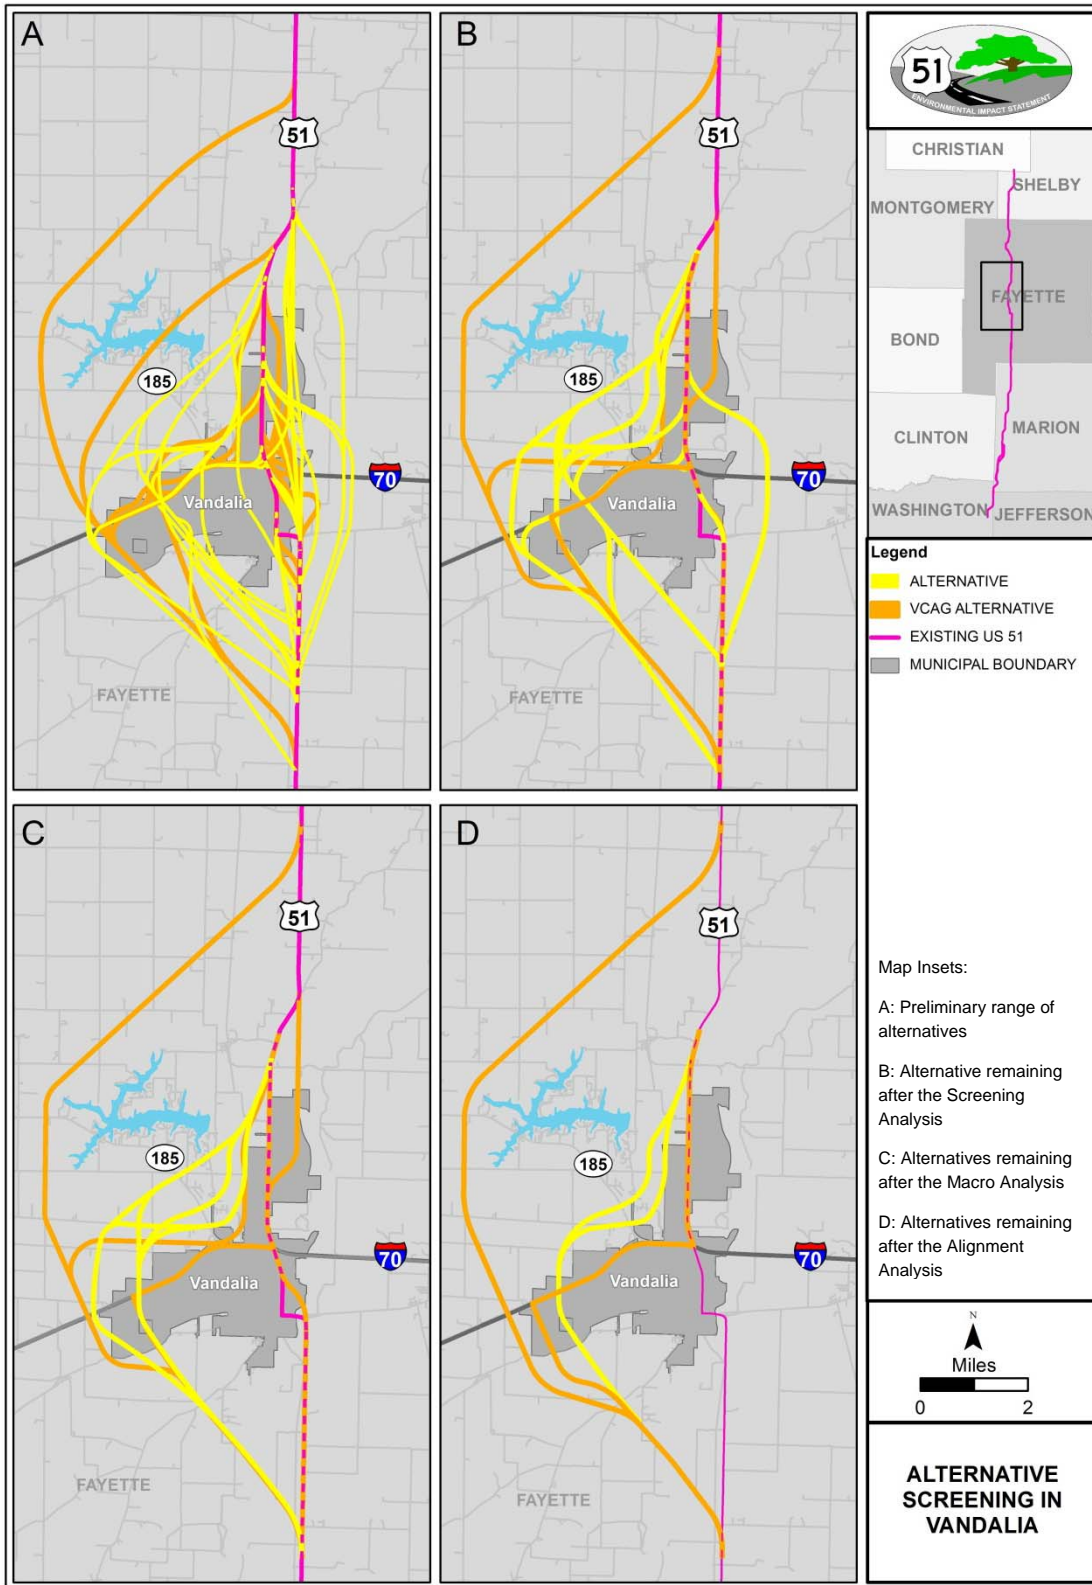 A
51
185
70
Vandalia
FAYETTE
B
51
185
70
Vandalia
FAYETTE
C
51
185
70
Vandalia
FAYETTE
D
51
185
70
Vandalia
FAYETTE
51
ENVIRONMENTAL IMPACT STATEMENT
CHRISTIAN
SHELBY
MONTGOMERY
FAYETTE
BOND
MARION
CLINTON
WASHINGTON
JEFFERSON
Legend
ALTERNATIVE
VCAG ALTERNATIVE
EXISTING US 51
MUNICIPAL BOUNDARY
Map Insets:
A: Preliminary range of
alternatives
B: Alternative remaining
after the Screening
Analysis
C: Alternatives remaining
after the Macro Analysis
D: Alternatives remaining
after the Alignment
Analysis
N
Miles
0 2
ALTERNATIVE
SCREENING IN
VANDALIA